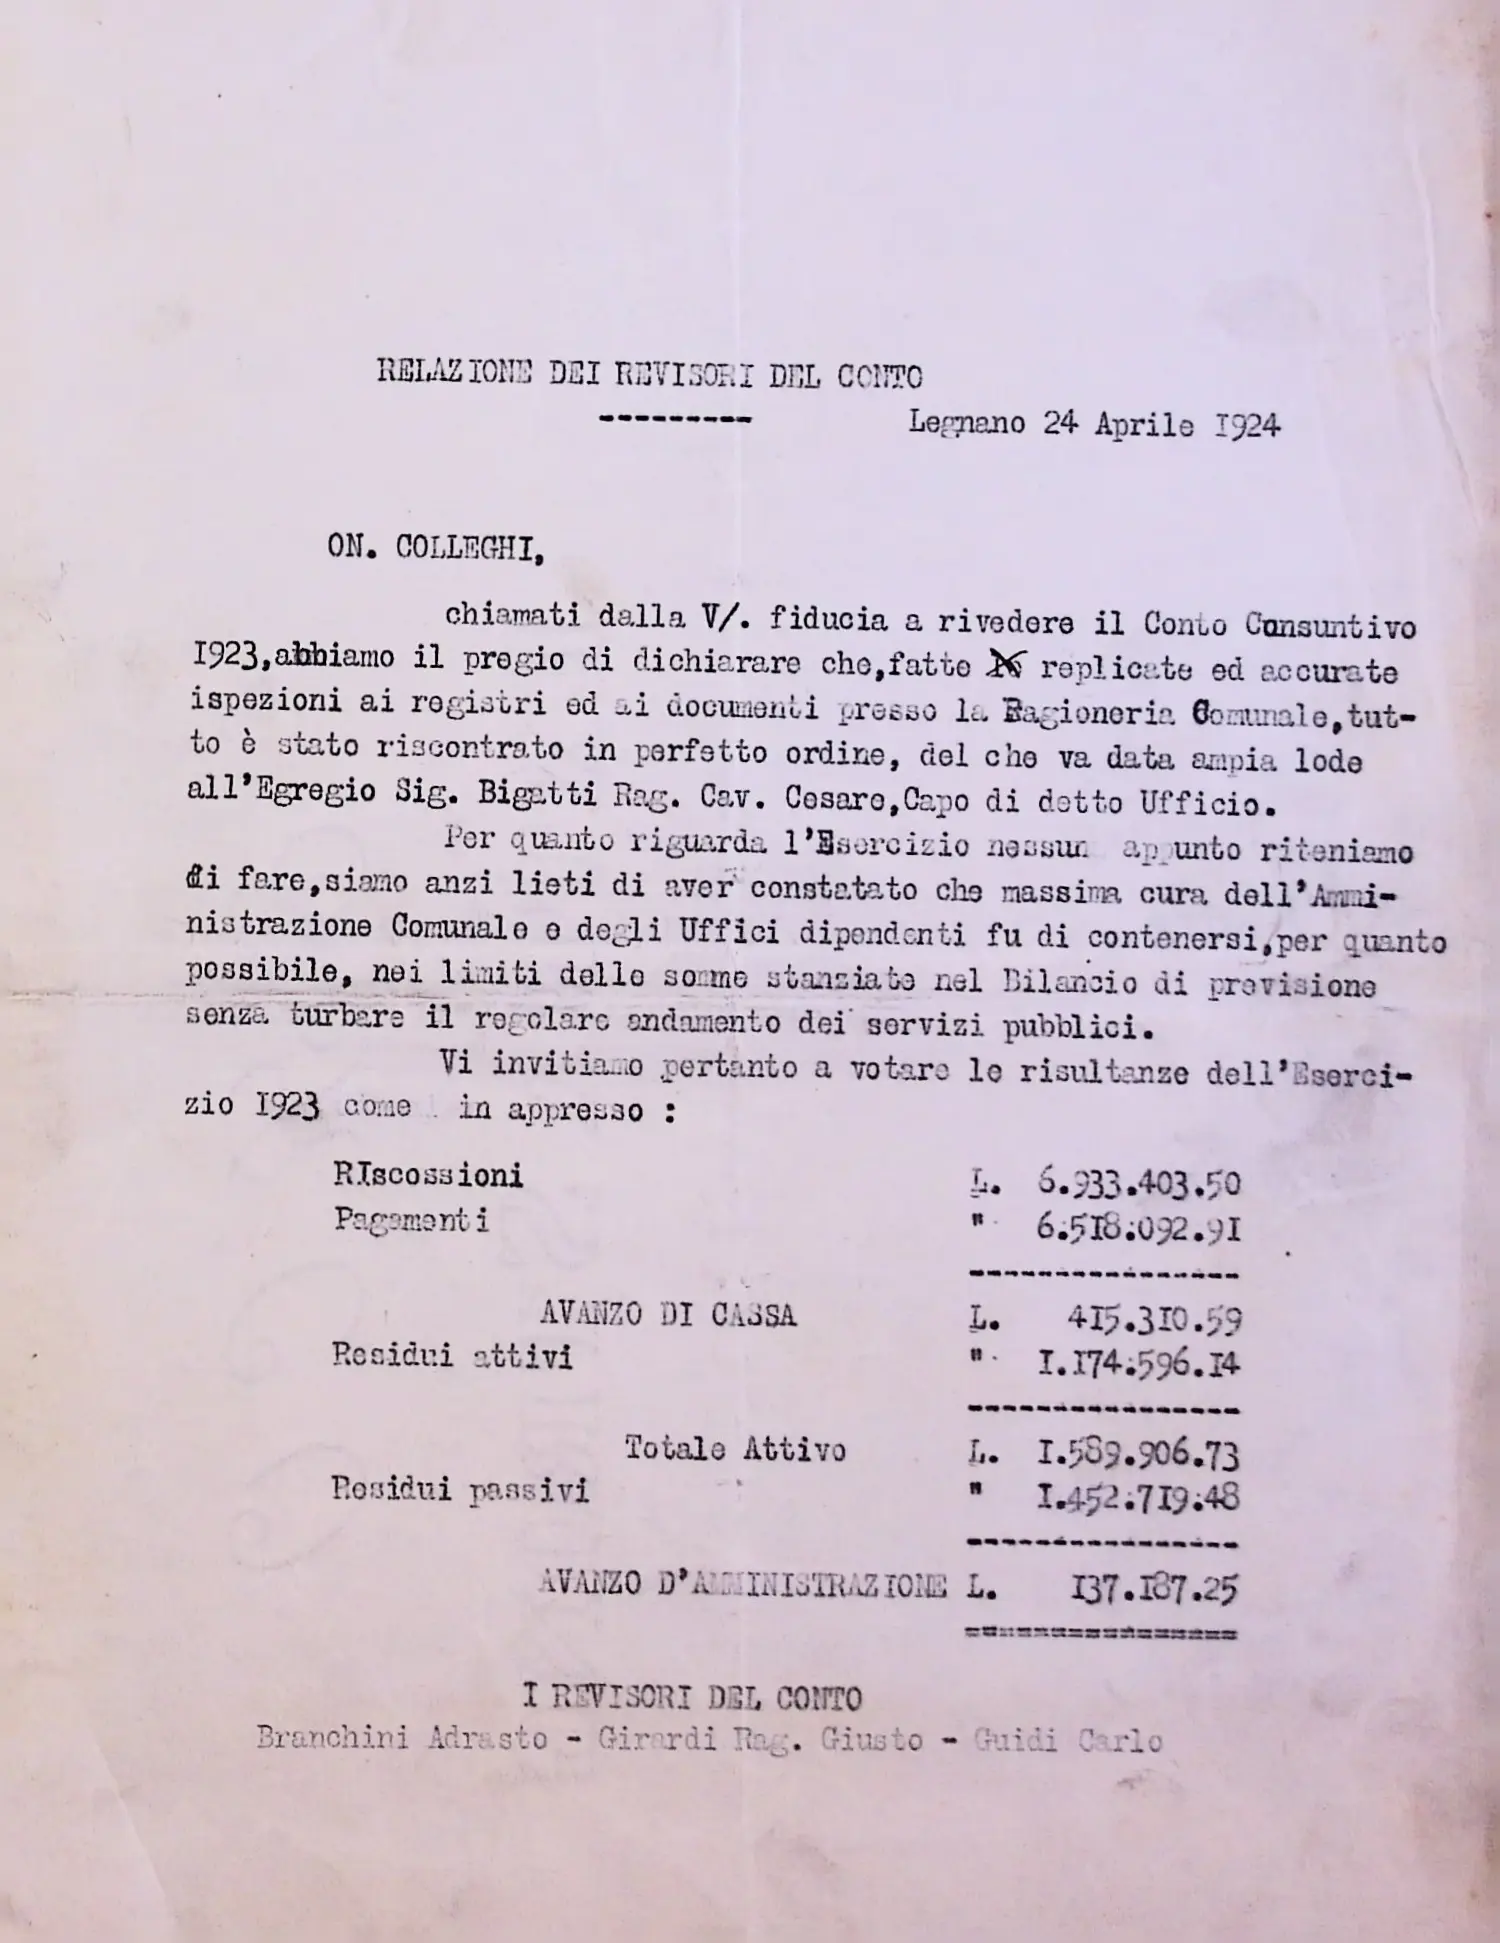 RELAZIONE DEI REVISORI DEL CONTO
Legnano 24 Aprile 1924
ON. COLLEGHI,
chiamati dalla V/. fiducia a rivedere il Conto Consuntivo
1923,abbiamo il pregio di dichiarare che,fatte replicate ed accurate
ispezioni ai registri ed ai documenti presso la Ragioneria Comunale,tut-
to è stato riscontrato in perfetto ordine, del che va data ampia lode
all'Egregio Sig. Bigatti Rag. Cav. Cesare,Capo di detto Ufficio.
Per quanto riguarda l'Esercizio nessun appunto riteniamo
di fare,siamo anzi lieti di aver constatato che massima cura dell'Ammi-
nistrazione Comunale e degli Uffici dipendenti fu di contenersi,per quanto
possibile, nei limiti delle somme stanziate nel Bilancio di previsione
senza turbare il regolare andamento dei servizi pubblici.
Vi invitiamo pertanto a votare le risultanze dell'Eserci-
zio 1923 come in appresso :
RIscossioni L. 6.933.403.50
Pagamenti " 6.518.092.91
AVANZO DI CASSA L. 415.310.59
Residui attivi " 1.174.596.14
Totale Attivo L. 1.589.906.73
Residui passivi " 1.452.719.48
AVANZO D'AMMINISTRAZIONE L. 137.187.25
I REVISORI DEL CONTO
Branchini Adrasto - Girardi Rag. Giusto - Guidi Carlo